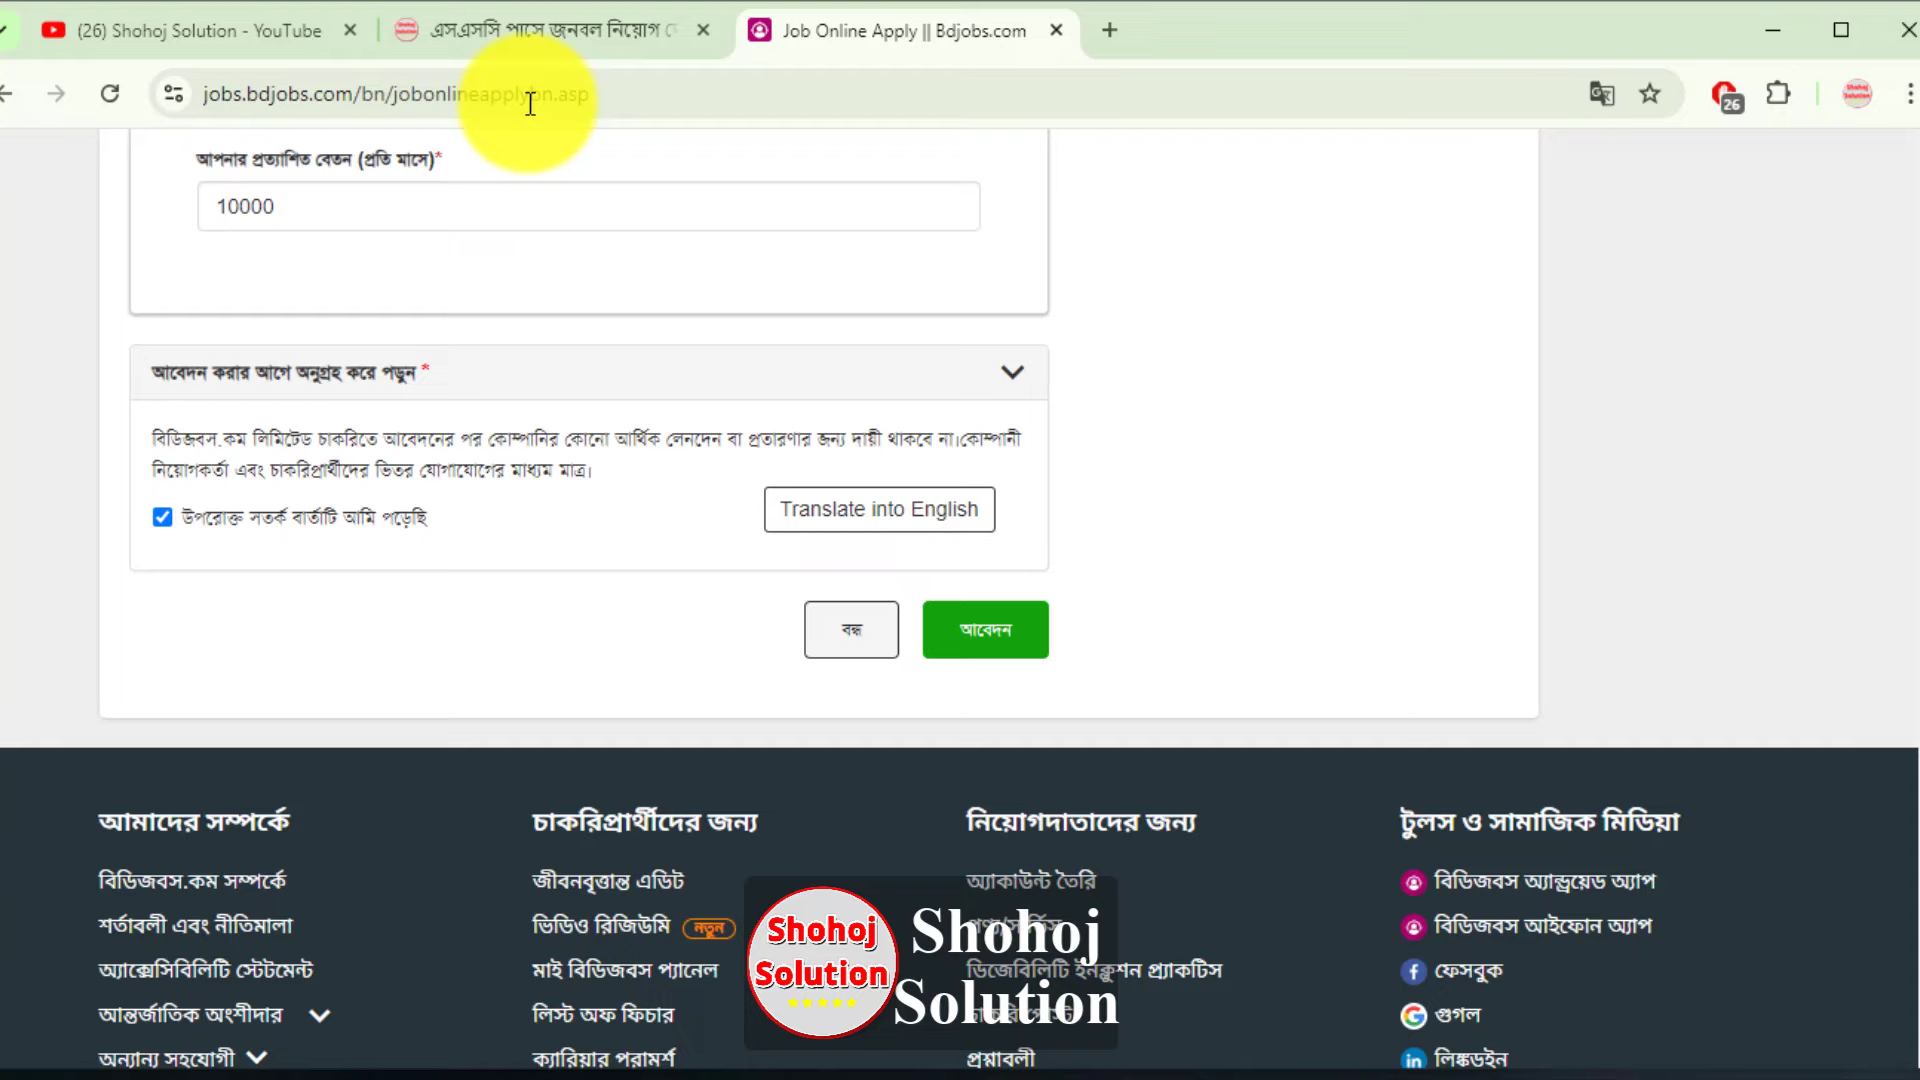 (26) Shohoj Solution - YouTube
এসএসসি পাসে জনবল নিয়োগ
Job Online Apply || Bdjobs.com
jobs.bdjobs.com/bn/jobonlineapplybn.asp
26
আপনার প্রত্যাশিত বেতন (প্রতি মাসে)*
10000
আবেদন করার আগে অনুগ্রহ করে পড়ুন *
বিডিজবস.কম লিমিটেড চাকরিতে আবেদনের পর কোম্পানির কোনো আর্থিক লেনদেন বা প্রতারণার জন্য দায়ী থাকবে না।কোম্পানী
নিয়োগকর্তা এবং চাকরিপ্রার্থীদের ভিতর যোগাযোগের মাধ্যম মাত্র।
উপরোক্ত সতর্ক বার্তাটি আমি পড়েছি
Translate into English
বন্ধ
আবেদন
আমাদের সম্পর্কে
চাকরিপ্রার্থীদের জন্য
নিয়োগদাতাদের জন্য
টুলস ও সামাজিক মিডিয়া
বিডিজবস.কম সম্পর্কে
জীবনবৃত্তান্ত এডিট
অ্যাকাউন্ট তৈরি
বিডিজবস অ্যান্ড্রয়েড অ্যাপ
শর্তাবলী এবং নীতিমালা
ভিডিও রিজিউমি নতুন
বিডিজবস আইফোন অ্যাপ
অ্যাক্সেসিবিলিটি স্টেটমেন্ট
মাই বিডিজবস প্যানেল
ডিজেবিলিটি ইনক্লুশন প্র্যাকটিস
ফেসবুক
আন্তর্জাতিক অংশীদার
লিস্ট অফ ফিচার
গুগল
অন্যান্য সহযোগী
ক্যারিয়ার পরামর্শ
প্রশ্নাবলী
লিঙ্কডইন
Shohoj
Solution
Shohoj
Solution